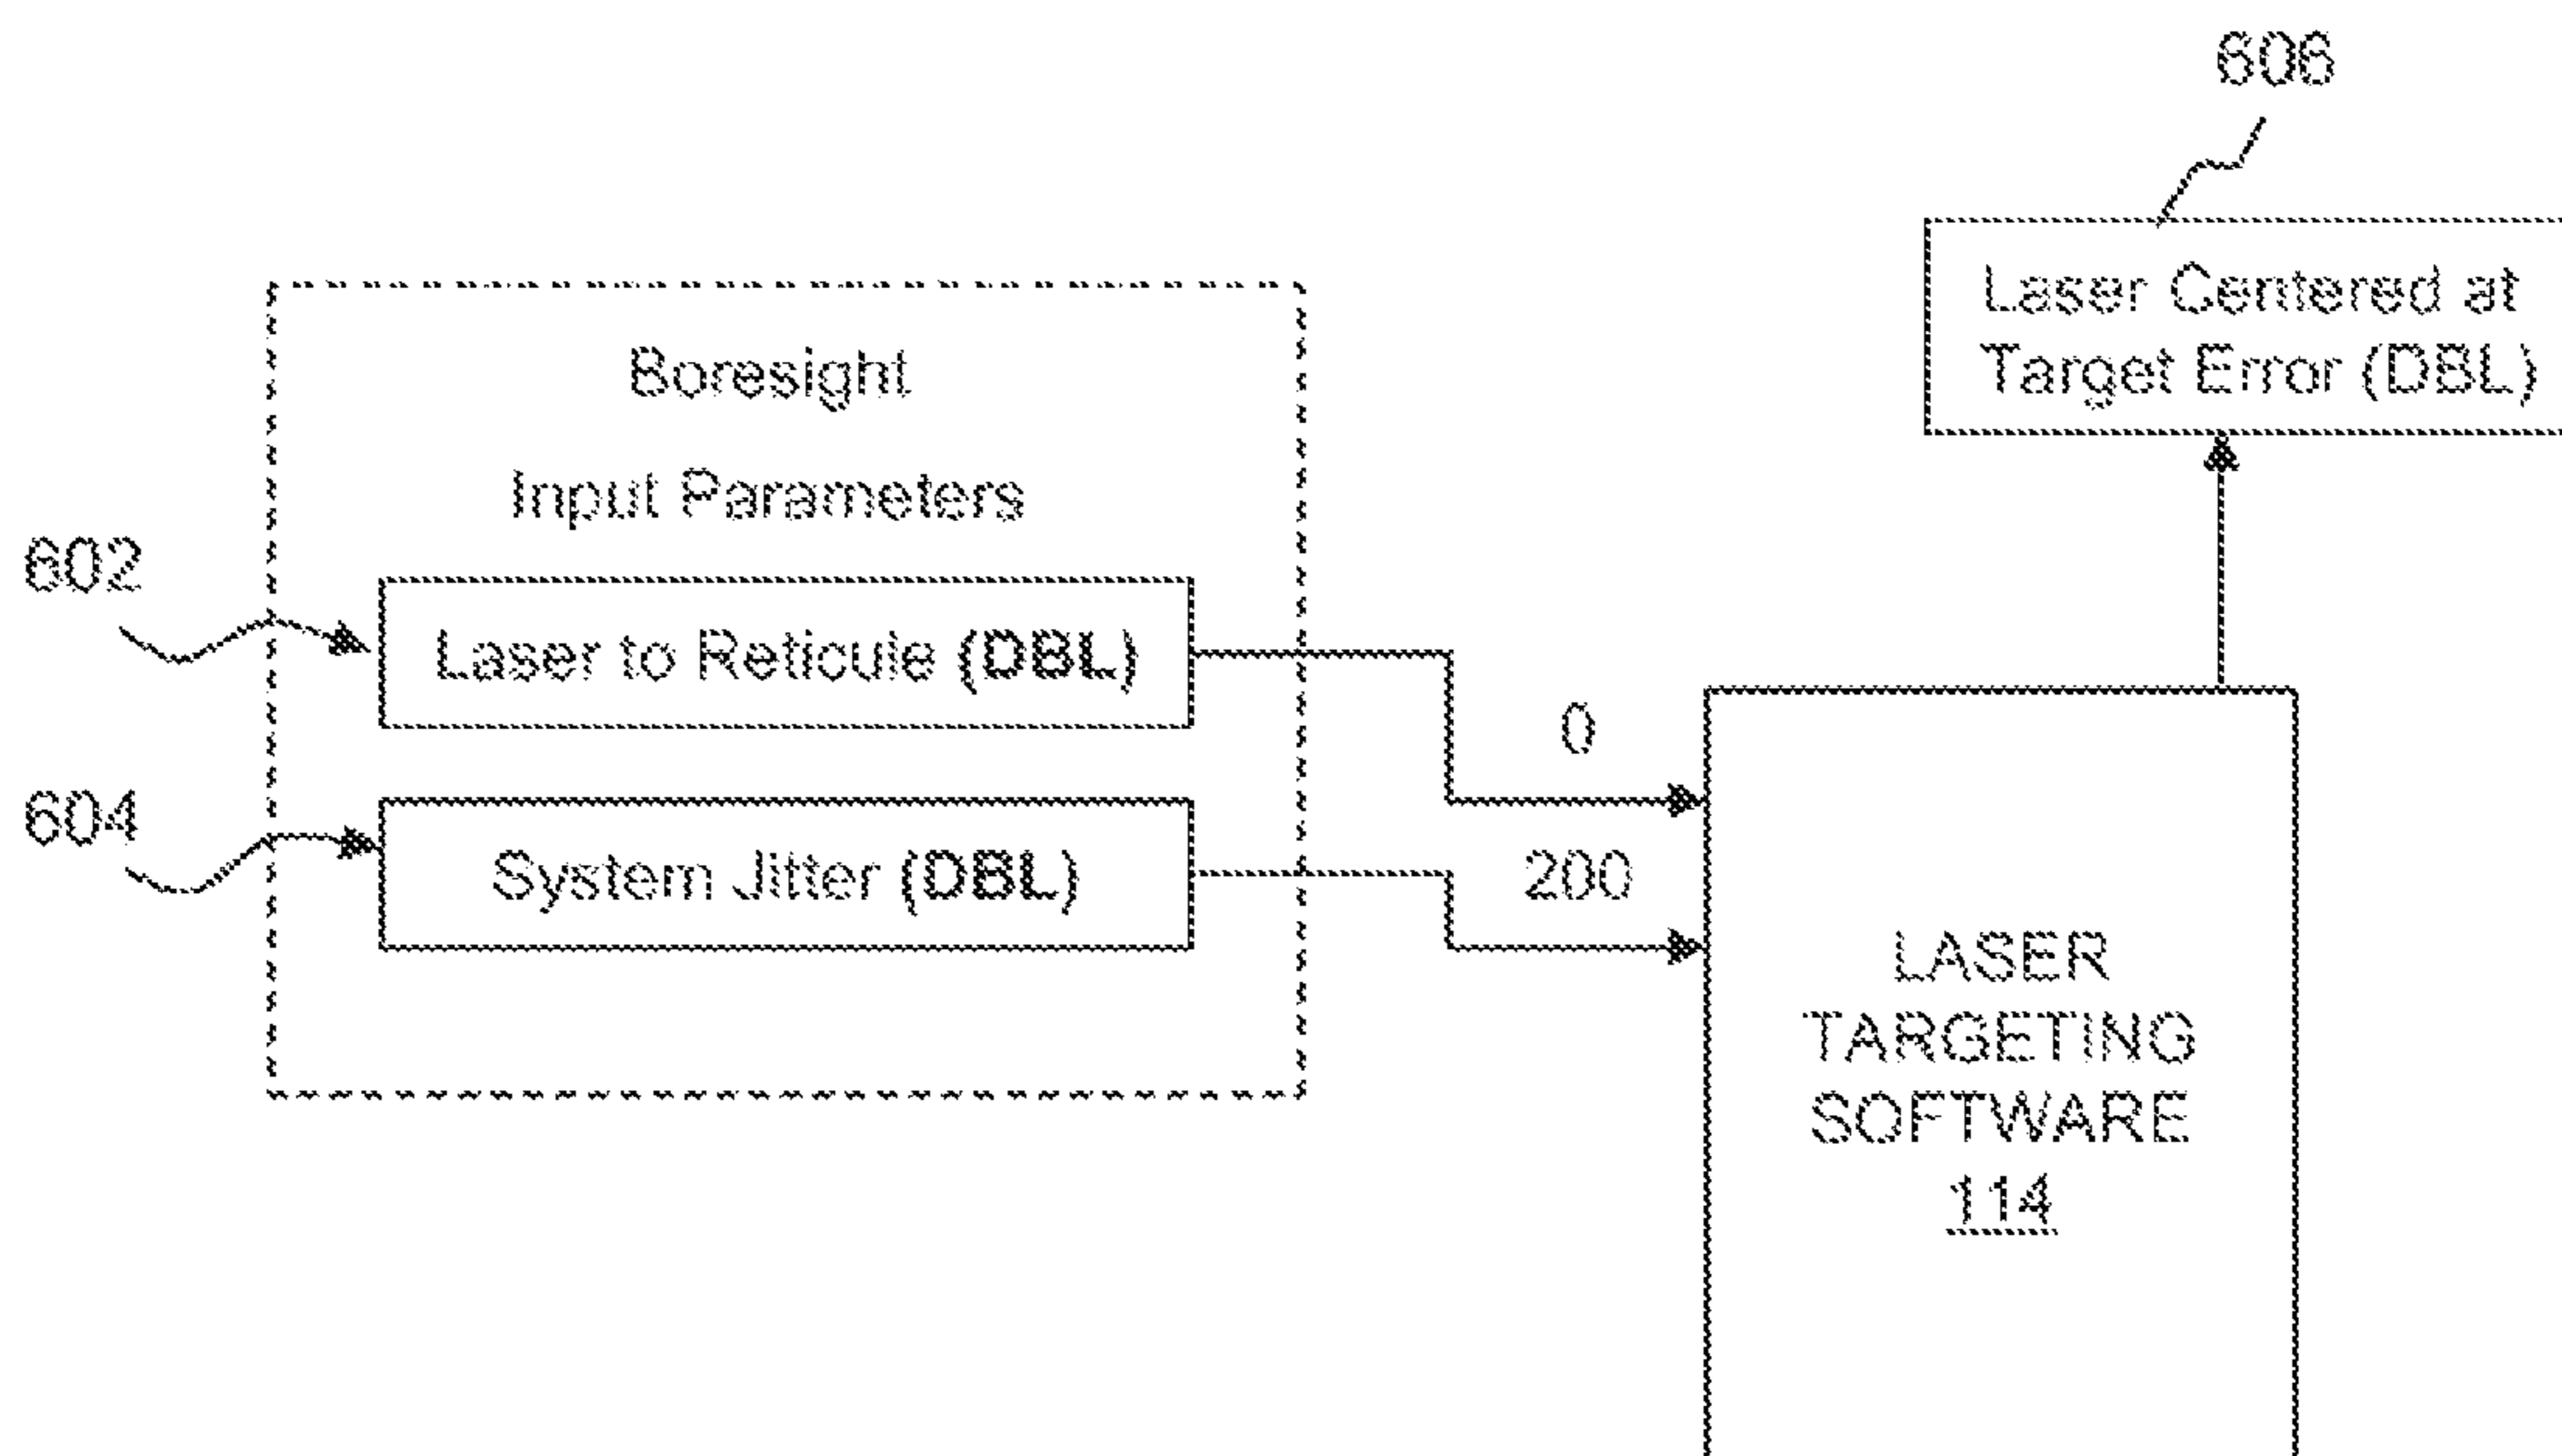 606
Laser Centered at
Target Error (DBL)
Boresight
Input Parameters
602
Laser to Reticule (DBL)
0
604
System Jitter (DBL)
200
LASER
TARGETING
SOFTWARE
114